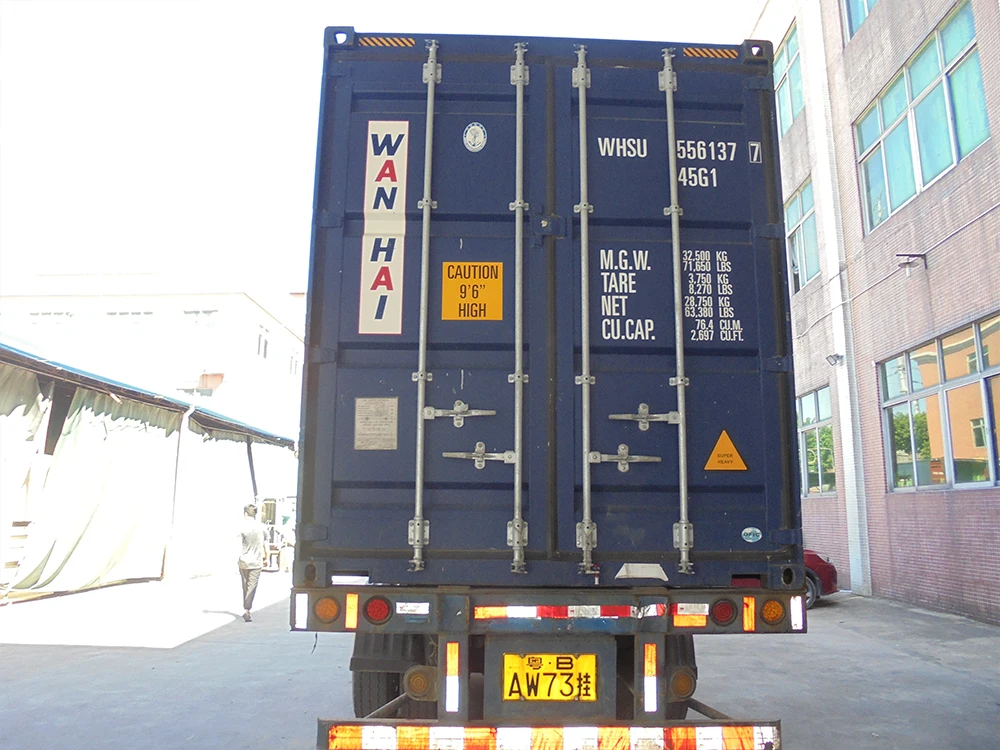 WAN HAI
WHSU 556137 7
45G1
CAUTION
9'6"
HIGH
M.G.W. 32,500 KG
71,650 LBS
TARE 3,750 KG
8,270 LBS
NET 28,750 KG
63,380 LBS
CU.CAP. 76.4 CU.M.
2,697 CU.FT.
SUPER
HEAVY
粤·B
AW73挂